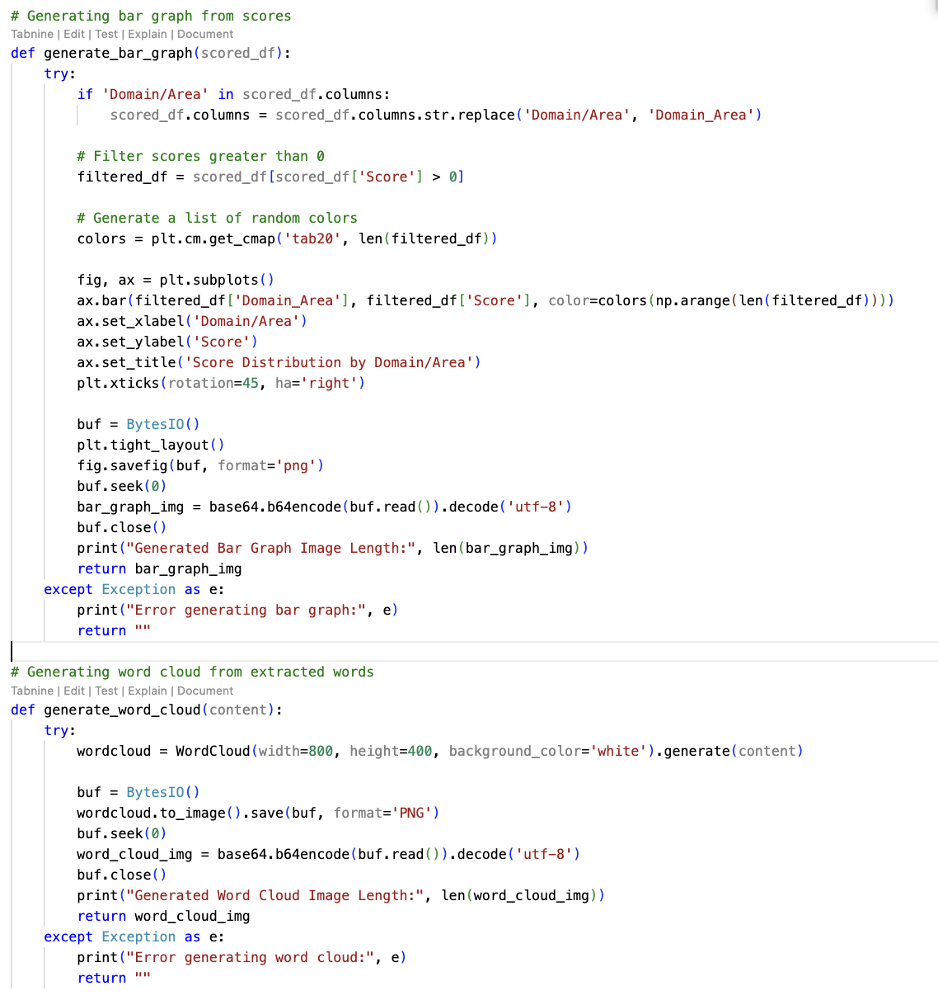 # Generating bar graph from scores
Tabnine | Edit | Test | Explain | Document
def generate_bar_graph(scored_df):
    try:
        if 'Domain/Area' in scored_df.columns:
            scored_df.columns = scored_df.columns.str.replace('Domain/Area', 'Domain_Area')

        # Filter scores greater than 0
        filtered_df = scored_df[scored_df['Score'] > 0]

        # Generate a list of random colors
        colors = plt.cm.get_cmap('tab20', len(filtered_df))

        fig, ax = plt.subplots()
        ax.bar(filtered_df['Domain_Area'], filtered_df['Score'], color=colors(np.arange(len(filtered_df))))
        ax.set_xlabel('Domain/Area')
        ax.set_ylabel('Score')
        ax.set_title('Score Distribution by Domain/Area')
        plt.xticks(rotation=45, ha='right')

        buf = BytesIO()
        plt.tight_layout()
        fig.savefig(buf, format='png')
        buf.seek(0)
        bar_graph_img = base64.b64encode(buf.read()).decode('utf-8')
        buf.close()
        print("Generated Bar Graph Image Length:", len(bar_graph_img))
        return bar_graph_img
    except Exception as e:
        print("Error generating bar graph:", e)
        return ""

# Generating word cloud from extracted words
Tabnine | Edit | Test | Explain | Document
def generate_word_cloud(content):
    try:
        wordcloud = WordCloud(width=800, height=400, background_color='white').generate(content)

        buf = BytesIO()
        wordcloud.to_image().save(buf, format='PNG')
        buf.seek(0)
        word_cloud_img = base64.b64encode(buf.read()).decode('utf-8')
        buf.close()
        print("Generated Word Cloud Image Length:", len(word_cloud_img))
        return word_cloud_img
    except Exception as e:
        print("Error generating word cloud:", e)
        return ""